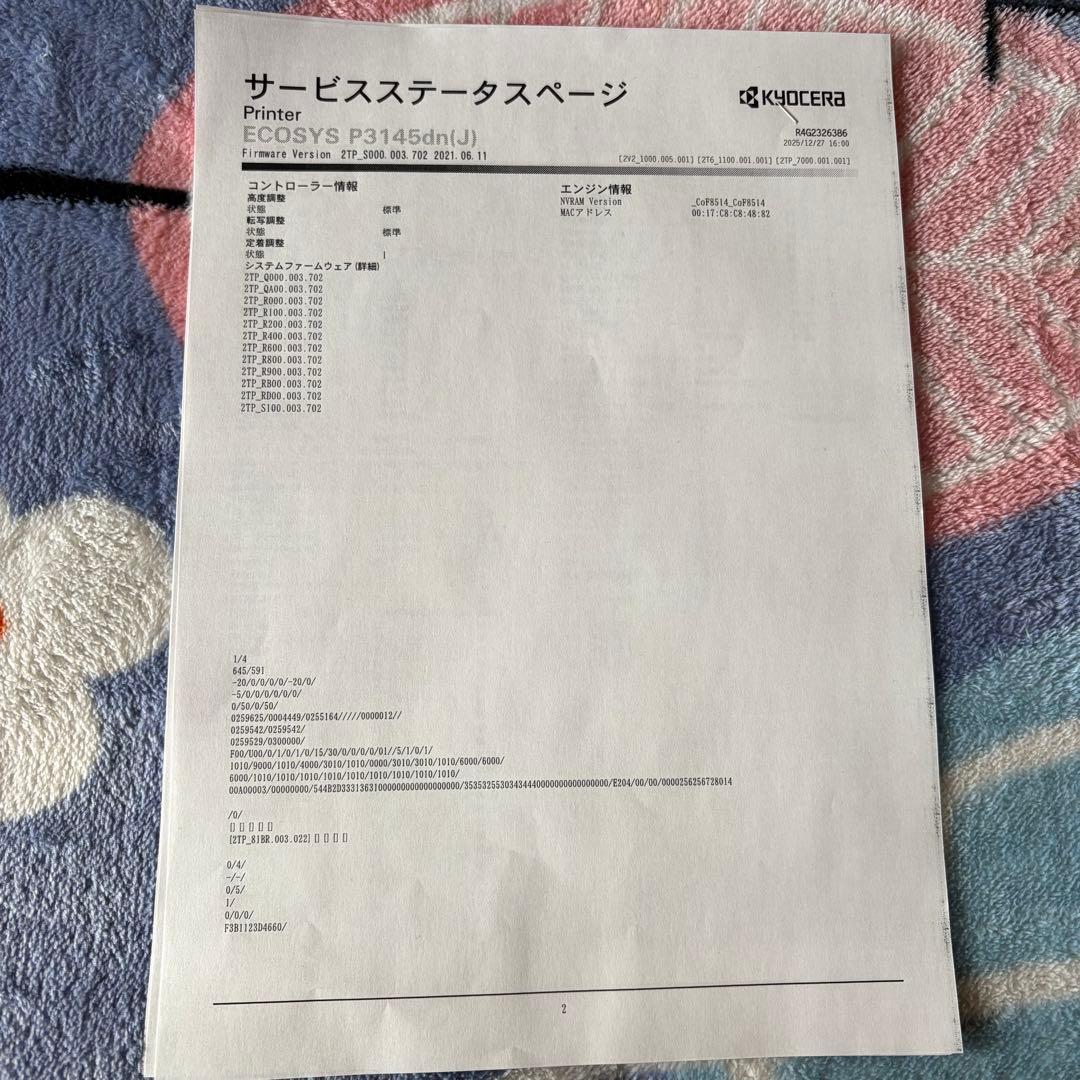 サービスステータスページ
KYOCERA
Printer
ECOSYS P3145dn(J)
R4G2326386
2025/12/27 16:00
Firmware Version 2TP_S000.003.702 2021.06.11
[2V2_1000.005.001] [2T6_1100.001.001] [2TP_7000.001.001]
コントローラー情報
高度調整
状態 標準
転写調整
状態 標準
定着調整
状態 1
システムファームウェア(詳細)
2TP_Q000.003.702
2TP_QA00.003.702
2TP_R000.003.702
2TP_R100.003.702
2TP_R200.003.702
2TP_R400.003.702
2TP_R600.003.702
2TP_R800.003.702
2TP_R900.003.702
2TP_RB00.003.702
2TP_RD00.003.702
2TP_S100.003.702
エンジン情報
NVRAM Version _CoF8514_CoF8514
MACアドレス 00:17:C8:C8:48:82
1/4
645/591
-20/0/0/0/0/-20/0/
-5/0/0/0/0/0/0/
0/50/0/50/
0259625/0004449/0255164/////0000012//
0259542/0259542/
0259529/0300000/
F00/U00/0/1/0/1/0/15/30/0/0/0/0/01//5/1/0/1/
1010/9000/1010/4000/3010/1010/0000/3010/3010/1010/6000/6000/
6000/1010/1010/1010/1010/1010/1010/1010/1010/1010/
00A00003/00000000/544B2D33313631000000000000000000/35353255303434440000000000000000/E204/00/00/0000256256728014
/0/
▯ ▯ ▯ ▯ ▯
[2TP_81BR.003.022] ▯ ▯ ▯ ▯
0/4/
-/-/
0/5/
1/
0/0/0/
F3B1123D4660/
2